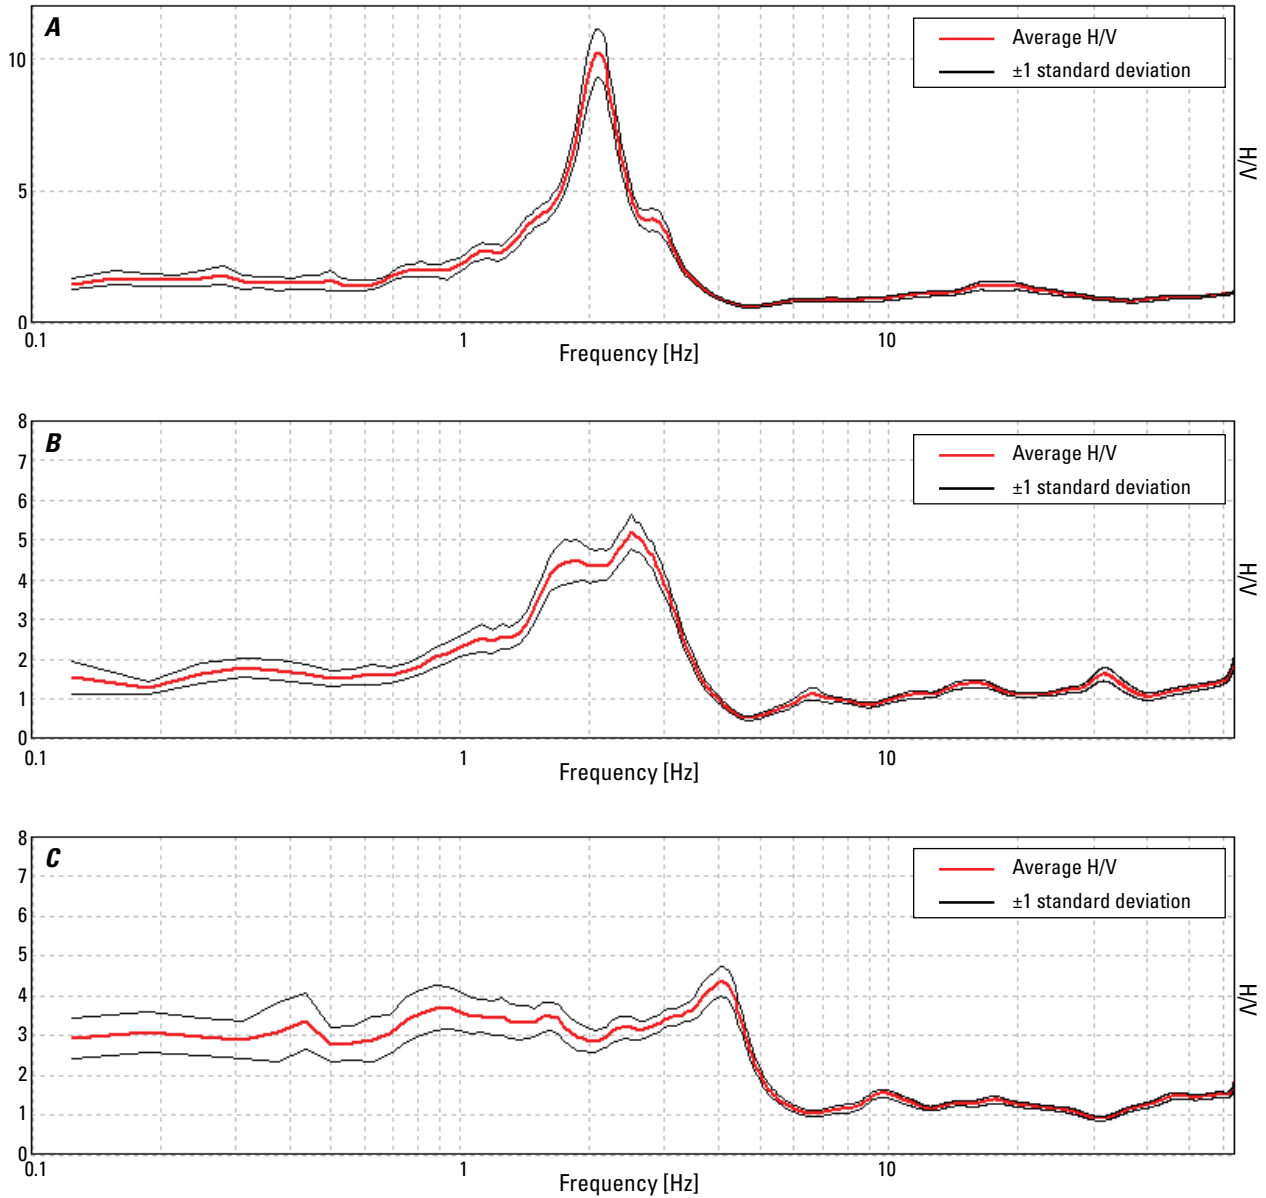 A
Average H/V
±1 standard deviation
10
5
0
H/V
0.1
1
10
Frequency [Hz]
B
Average H/V
±1 standard deviation
8
7
6
5
4
3
2
1
0
H/V
0.1
1
10
Frequency [Hz]
C
Average H/V
±1 standard deviation
8
7
6
5
4
3
2
1
0
H/V
0.1
1
10
Frequency [Hz]